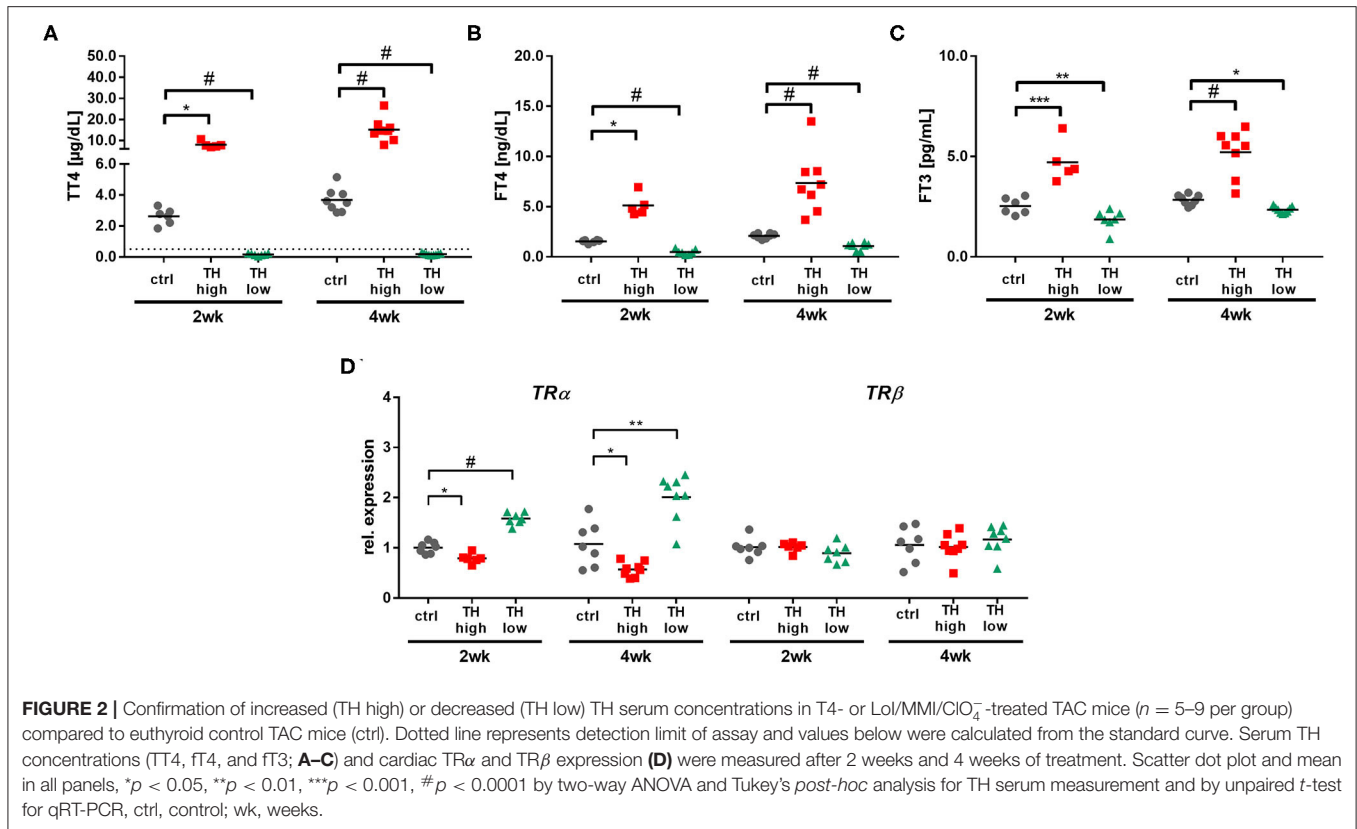 A
TT4 [µg/dL]
50.0
40.0
30.0
20.0
10.0
6.0
4.0
2.0
0.0
#
*
#
#
ctrl
TH
high
TH
low
ctrl
TH
high
TH
low
2wk
4wk
B
FT4 [ng/dL]
15.0
10.0
5.0
0.0
#
*
#
#
ctrl
TH
high
TH
low
ctrl
TH
high
TH
low
2wk
4wk
C
FT3 [pg/mL]
10.0
5.0
0.0
**
***
*
#
ctrl
TH
high
TH
low
ctrl
TH
high
TH
low
2wk
4wk
D
TRα
TRβ
rel. expression
4
3
2
1
0
#
*
**
*
ctrl
TH
high
TH
low
ctrl
TH
high
TH
low
ctrl
TH
high
TH
low
ctrl
TH
high
TH
low
2wk
4wk
2wk
4wk
FIGURE 2 | Confirmation of increased (TH high) or decreased (TH low) TH serum concentrations in T4- or LoI/MMI/ClO₄⁻-treated TAC mice (n = 5–9 per group)
compared to euthyroid control TAC mice (ctrl). Dotted line represents detection limit of assay and values below were calculated from the standard curve. Serum TH
concentrations (TT4, fT4, and fT3; A–C) and cardiac TRα and TRβ expression (D) were measured after 2 weeks and 4 weeks of treatment. Scatter dot plot and mean
in all panels, *p < 0.05, **p < 0.01, ***p < 0.001, #p < 0.0001 by two-way ANOVA and Tukey's post-hoc analysis for TH serum measurement and by unpaired t-test
for qRT-PCR, ctrl, control; wk, weeks.